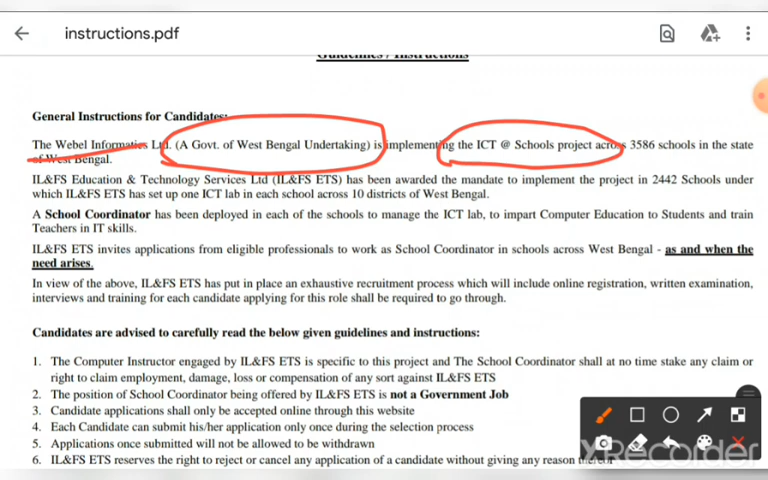 instructions.pdf
Guidelines / Instructions
General Instructions for Candidates:
The Webel Informatics Ltd. (A Govt. of West Bengal Undertaking) is implementing the ICT @ Schools project across 3586 schools in the state
of West Bengal.
IL&FS Education & Technology Services Ltd (IL&FS ETS) has been awarded the mandate to implement the project in 2442 Schools under
which IL&FS ETS has set up one ICT lab in each school across 10 districts of West Bengal.
A School Coordinator has been deployed in each of the schools to manage the ICT lab, to impart Computer Education to Students and train
Teachers in IT skills.
IL&FS ETS invites applications from eligible professionals to work as School Coordinator in schools across West Bengal - as and when the
need arises.
In view of the above, IL&FS ETS has put in place an exhaustive recruitment process which will include online registration, written examination,
interviews and training for each candidate applying for this role shall be required to go through.
Candidates are advised to carefully read the below given guidelines and instructions:
1. The Computer Instructor engaged by IL&FS ETS is specific to this project and The School Coordinator shall at no time stake any claim or
right to claim employment, damage, loss or compensation of any sort against IL&FS ETS
2. The position of School Coordinator being offered by IL&FS ETS is not a Government Job
3. Candidate applications shall only be accepted online through this website
4. Each Candidate can submit his/her application only once during the selection process
5. Applications once submitted will not be allowed to be withdrawn
6. IL&FS ETS reserves the right to reject or cancel any application of a candidate without giving any reason thereof
XRecorder